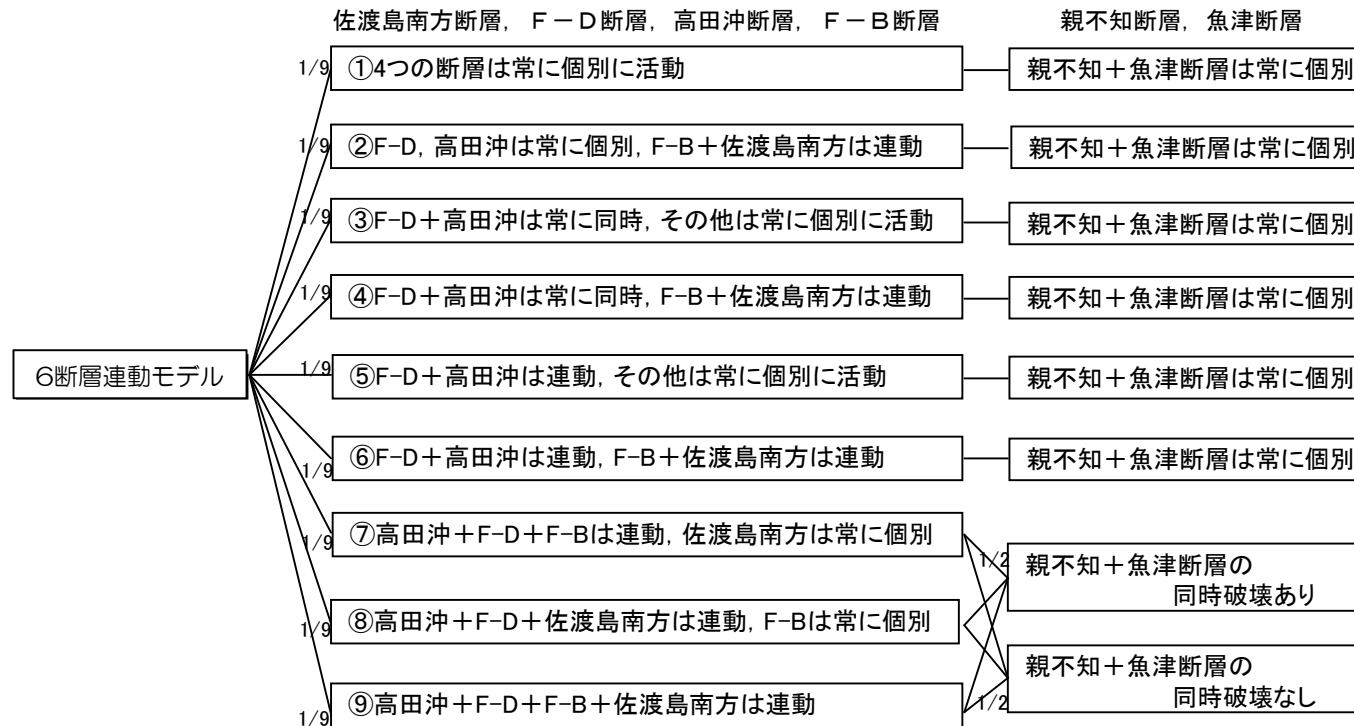 佐渡島南方断層, F-D断層, 高田沖断層, F-B断層
親不知断層, 魚津断層
1/9
①4つの断層は常に個別に活動
親不知+魚津断層は常に個別
1/9
②F-D, 高田沖は常に個別, F-B+佐渡島南方は連動
親不知+魚津断層は常に個別
1/9
③F-D+高田沖は常に同時, その他は常に個別に活動
親不知+魚津断層は常に個別
1/9
④F-D+高田沖は常に同時, F-B+佐渡島南方は連動
親不知+魚津断層は常に個別
6断層連動モデル
1/9
⑤F-D+高田沖は連動, その他は常に個別に活動
親不知+魚津断層は常に個別
1/9
⑥F-D+高田沖は連動, F-B+佐渡島南方は連動
親不知+魚津断層は常に個別
1/9
⑦高田沖+F-D+F-Bは連動, 佐渡島南方は常に個別
1/2
親不知+魚津断層の
同時破壊あり
1/9
⑧高田沖+F-D+佐渡島南方は連動, F-Bは常に個別
親不知+魚津断層の
同時破壊なし
1/9
⑨高田沖+F-D+F-B+佐渡島南方は連動
1/2